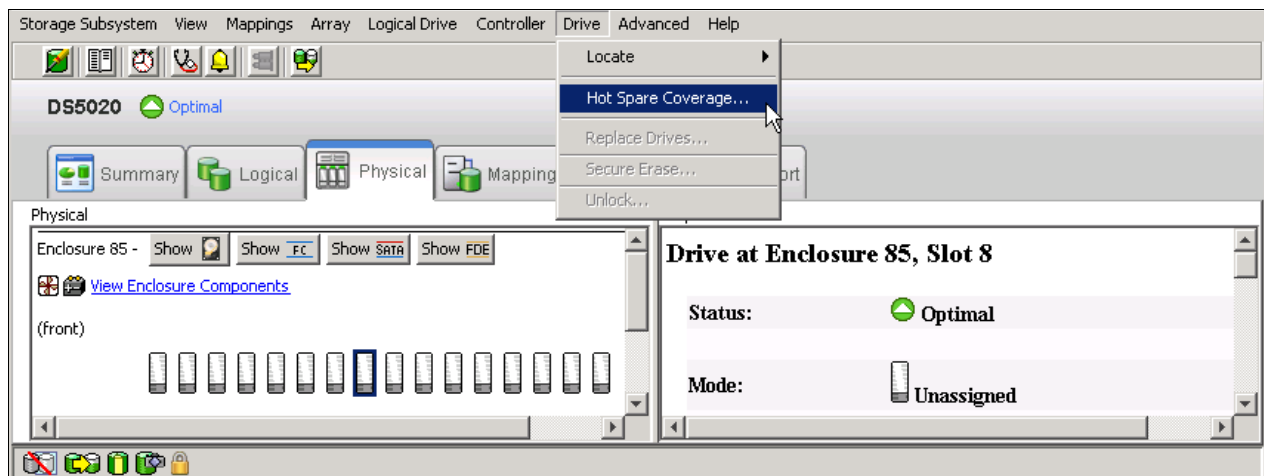 Storage Subsystem View Mappings Array Logical Drive Controller Drive Advanced Help
Locate
Hot Spare Coverage...
Replace Drives...
Secure Erase...
Unlock...
DS5020 Optimal
Summary Logical Physical Mapping ort
Physical
Enclosure 85 - Show Show FC Show SATA Show FDE
View Enclosure Components
(front)
Drive at Enclosure 85, Slot 8
Status: Optimal
Mode: Unassigned